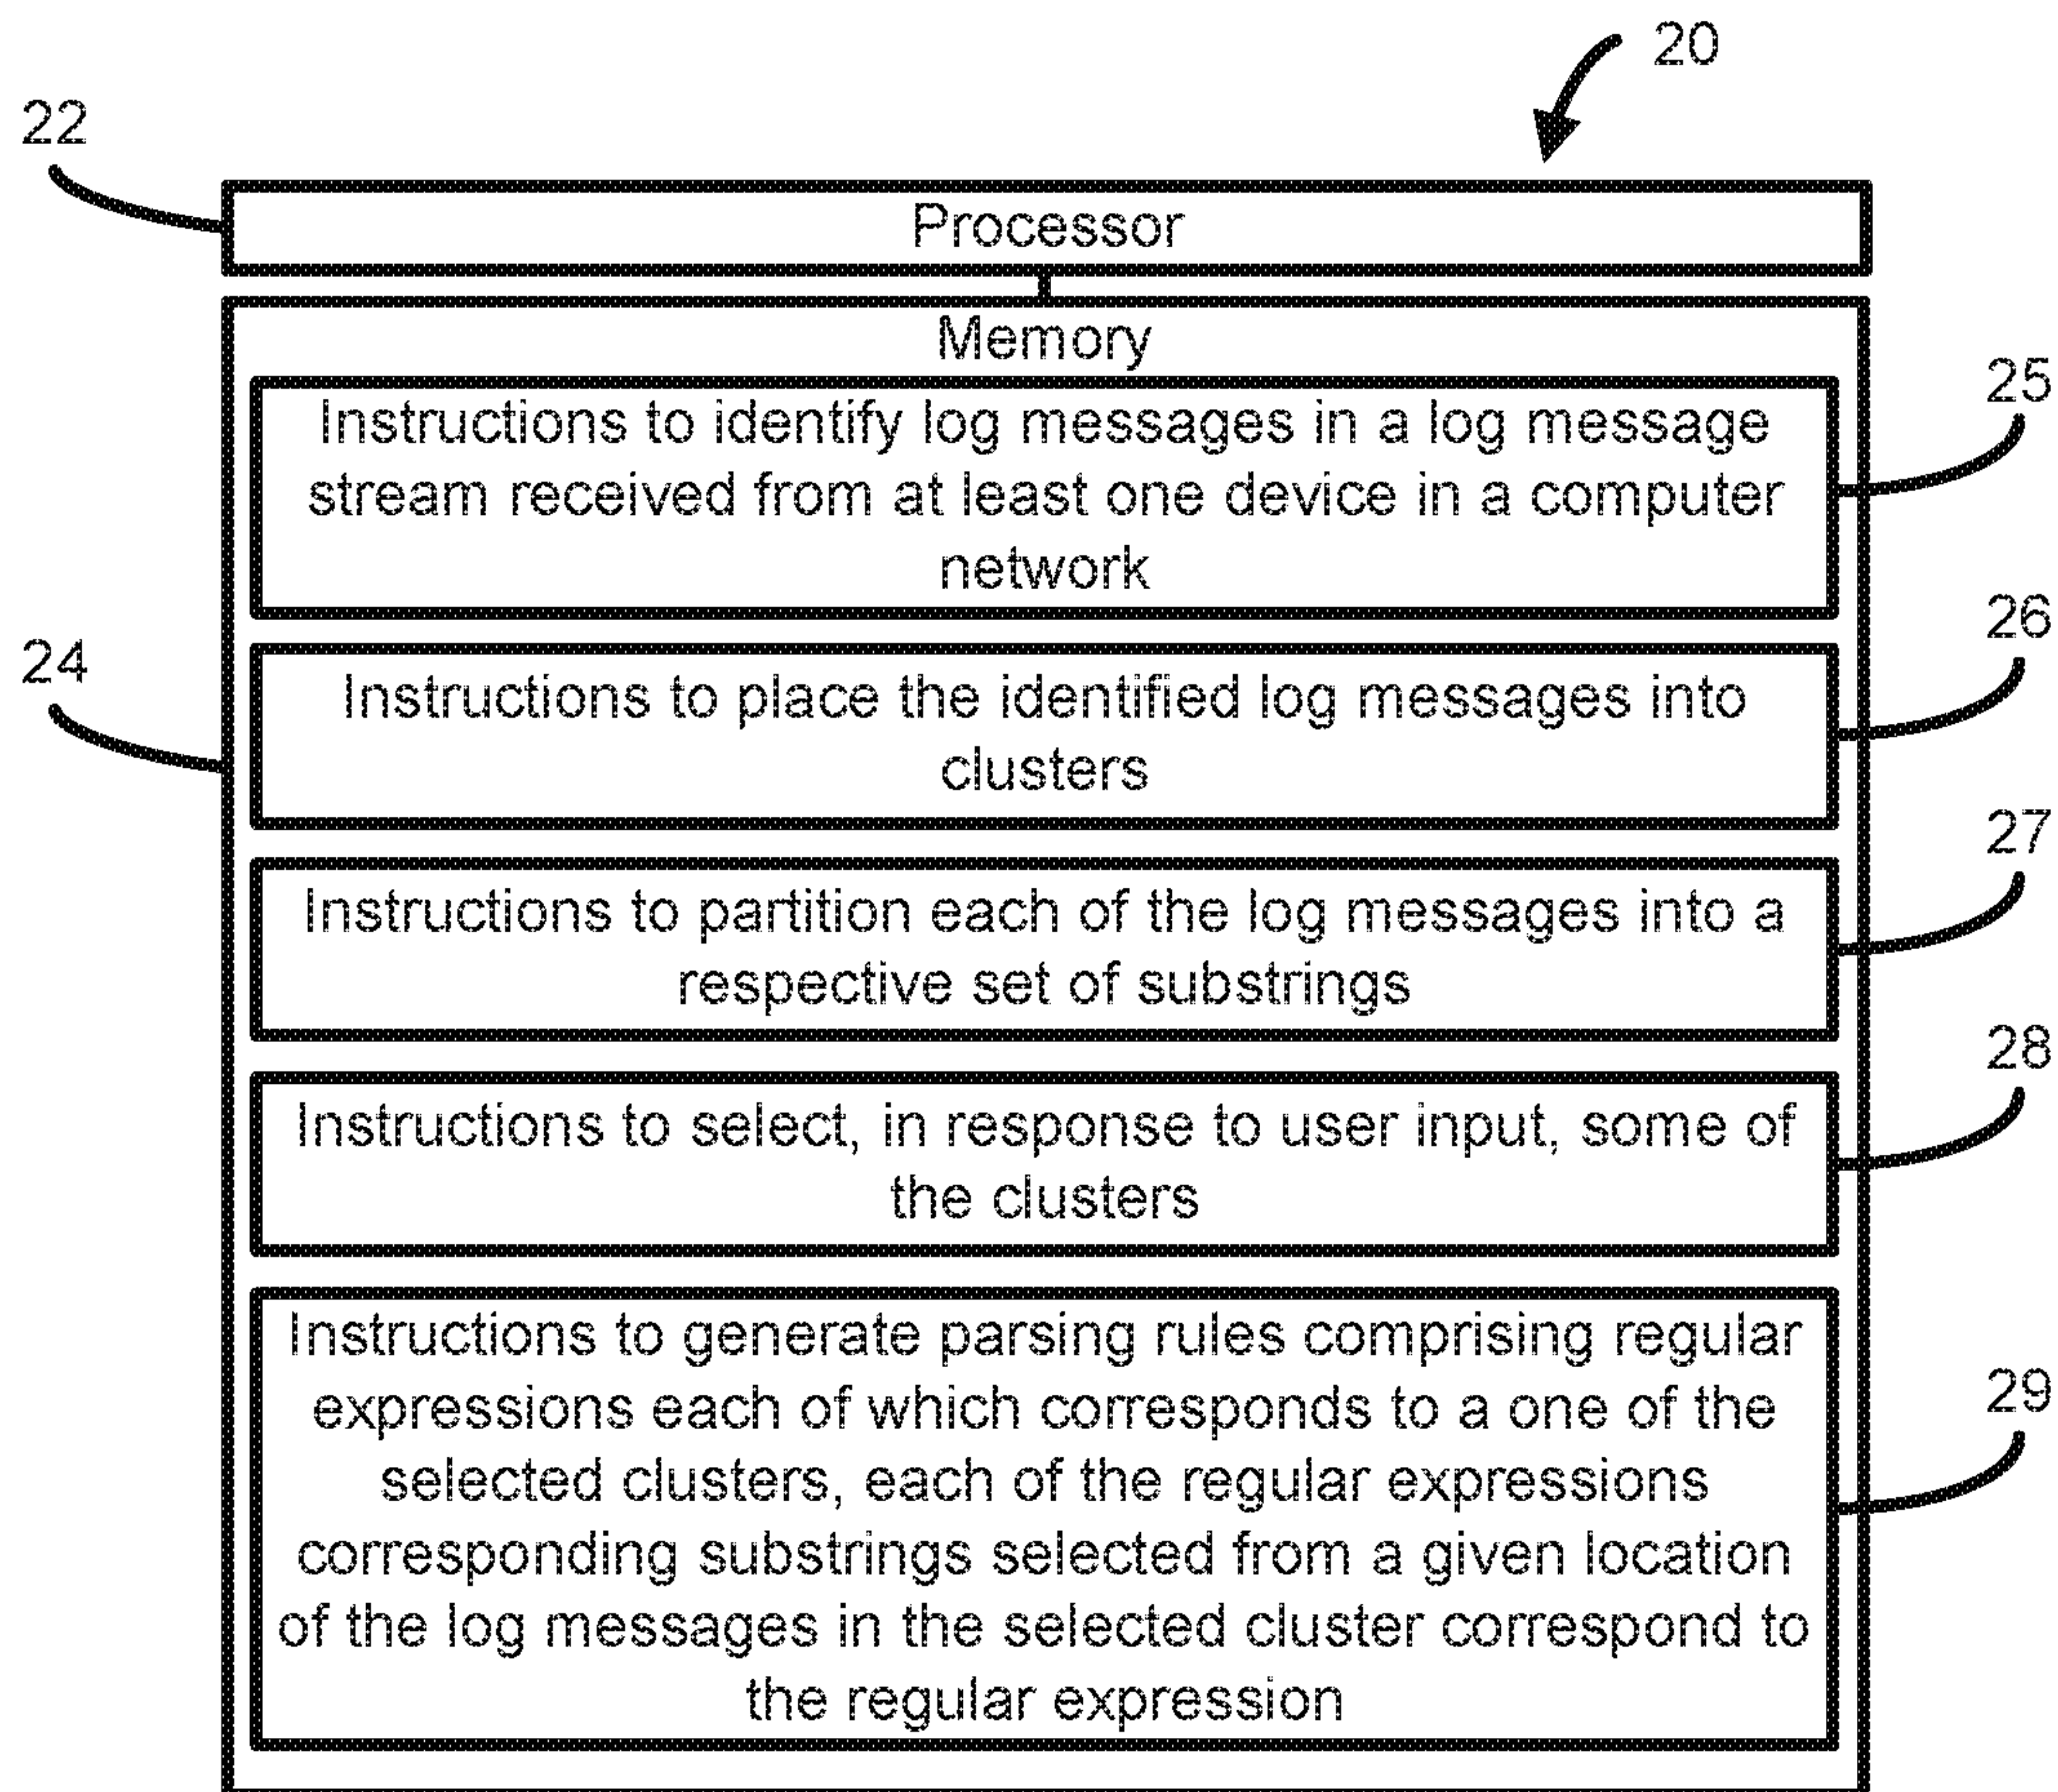 20
22
Processor
Memory
25
Instructions to identify log messages in a log message
stream received from at least one device in a computer
network
26
24
Instructions to place the identified log messages into
clusters
27
Instructions to partition each of the log messages into a
respective set of substrings
28
Instructions to select, in response to user input, some of
the clusters
Instructions to generate parsing rules comprising regular
29
expressions each of which corresponds to a one of the
selected clusters, each of the regular expressions
corresponding substrings selected from a given location
of the log messages in the selected cluster correspond to
the regular expression